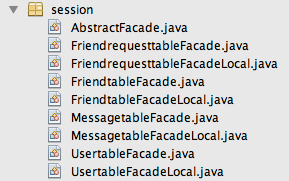 session
AbstractFacade.java
FriendrequesttableFacade.java
FriendrequesttableFacadeLocal.java
FriendtableFacade.java
FriendtableFacadeLocal.java
MessagetableFacade.java
MessagetableFacadeLocal.java
UsertableFacade.java
UsertableFacadeLocal.java